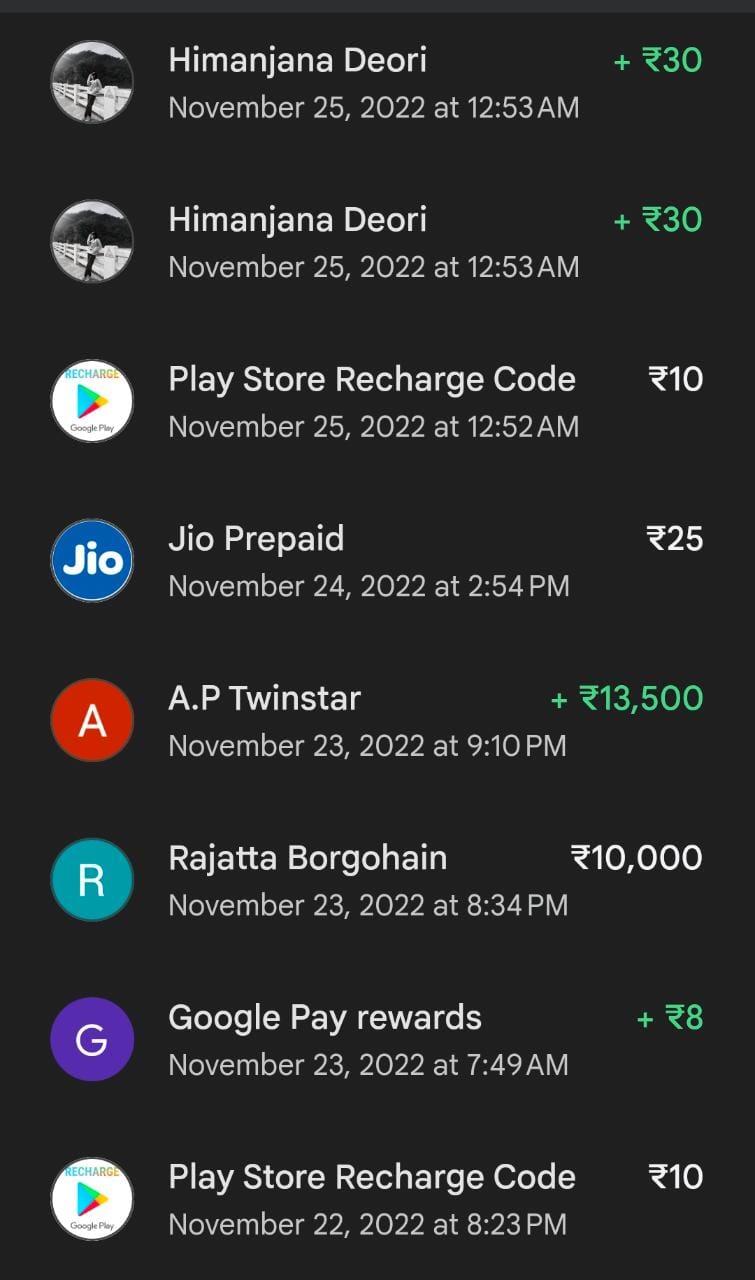 Himanjana Deori + ₹30
November 25, 2022 at 12:53 AM
Himanjana Deori + ₹30
November 25, 2022 at 12:53 AM
RECHARGE
Google Play
Play Store Recharge Code ₹10
November 25, 2022 at 12:52 AM
Jio
Jio Prepaid ₹25
November 24, 2022 at 2:54 PM
A
A.P Twinstar + ₹13,500
November 23, 2022 at 9:10 PM
R
Rajatta Borgohain ₹10,000
November 23, 2022 at 8:34 PM
G
Google Pay rewards + ₹8
November 23, 2022 at 7:49 AM
RECHARGE
Google Play
Play Store Recharge Code ₹10
November 22, 2022 at 8:23 PM